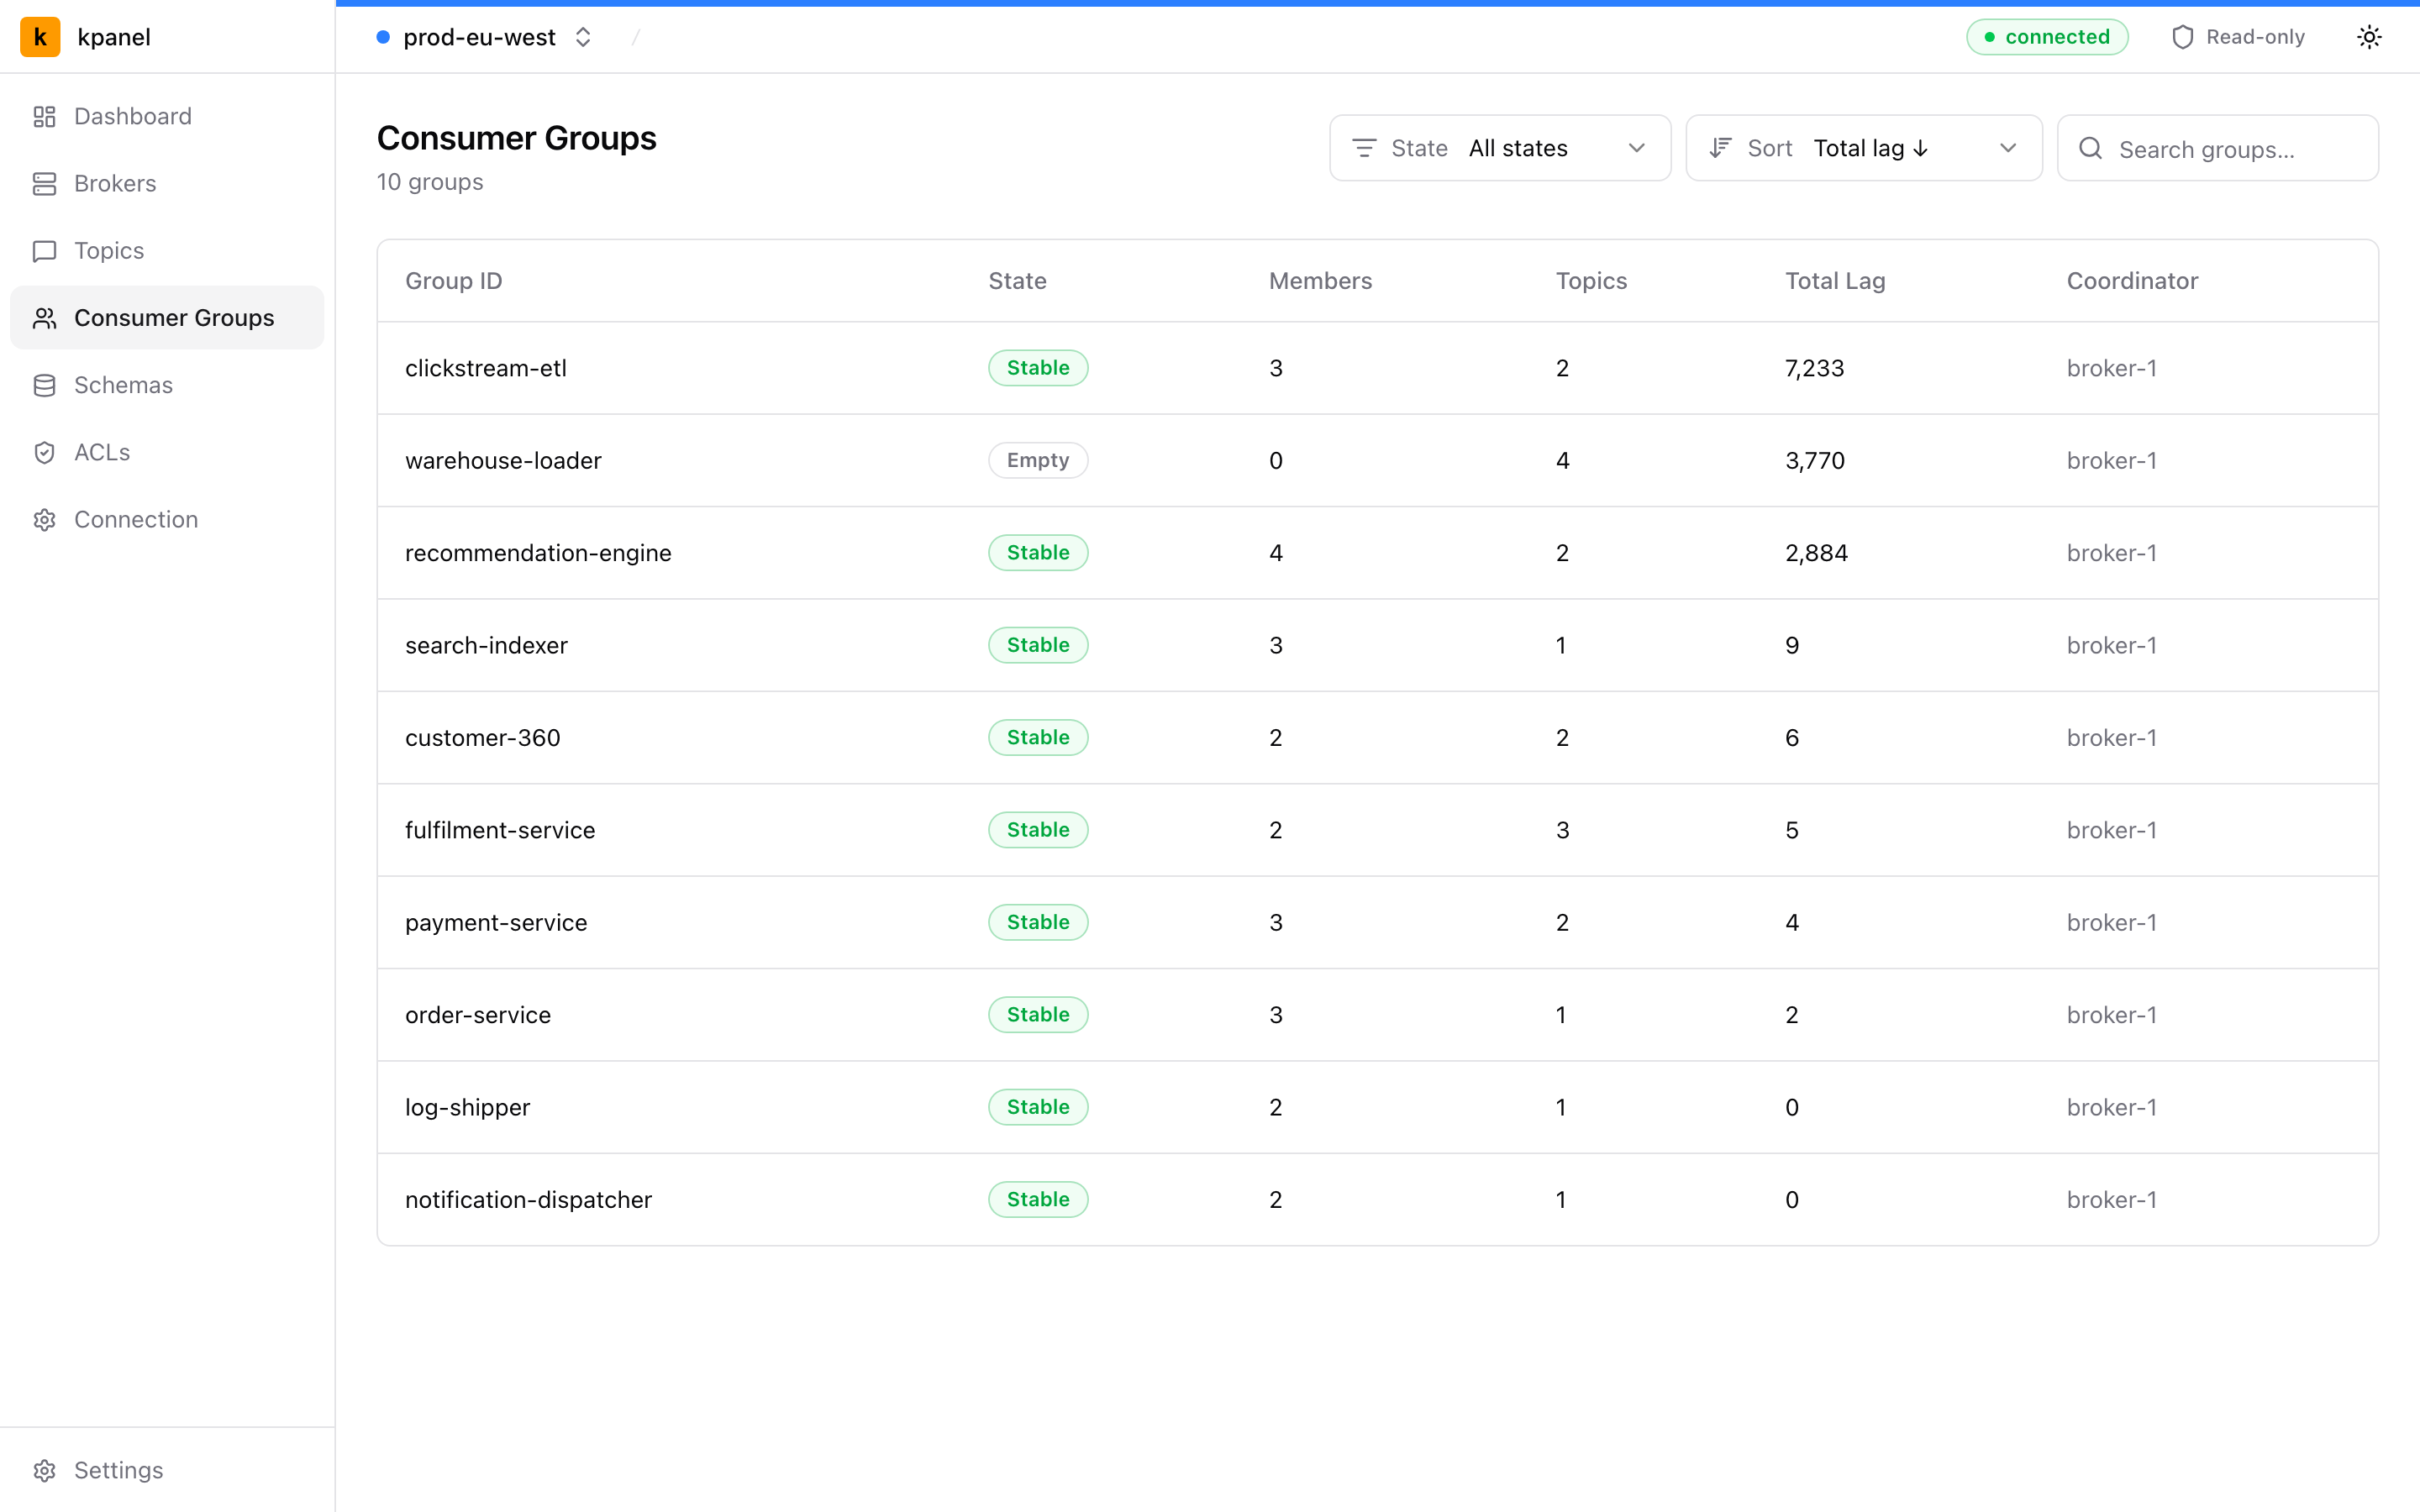 k kpanel
prod-eu-west /
connected
Read-only
Dashboard
Brokers
Topics
Consumer Groups
Schemas
ACLs
Connection
Settings
Consumer Groups
10 groups
State All states
Sort Total lag ↓
Search groups...
Group ID State Members Topics Total Lag Coordinator
clickstream-etl Stable 3 2 7,233 broker-1
warehouse-loader Empty 0 4 3,770 broker-1
recommendation-engine Stable 4 2 2,884 broker-1
search-indexer Stable 3 1 9 broker-1
customer-360 Stable 2 2 6 broker-1
fulfilment-service Stable 2 3 5 broker-1
payment-service Stable 3 2 4 broker-1
order-service Stable 3 1 2 broker-1
log-shipper Stable 2 1 0 broker-1
notification-dispatcher Stable 2 1 0 broker-1